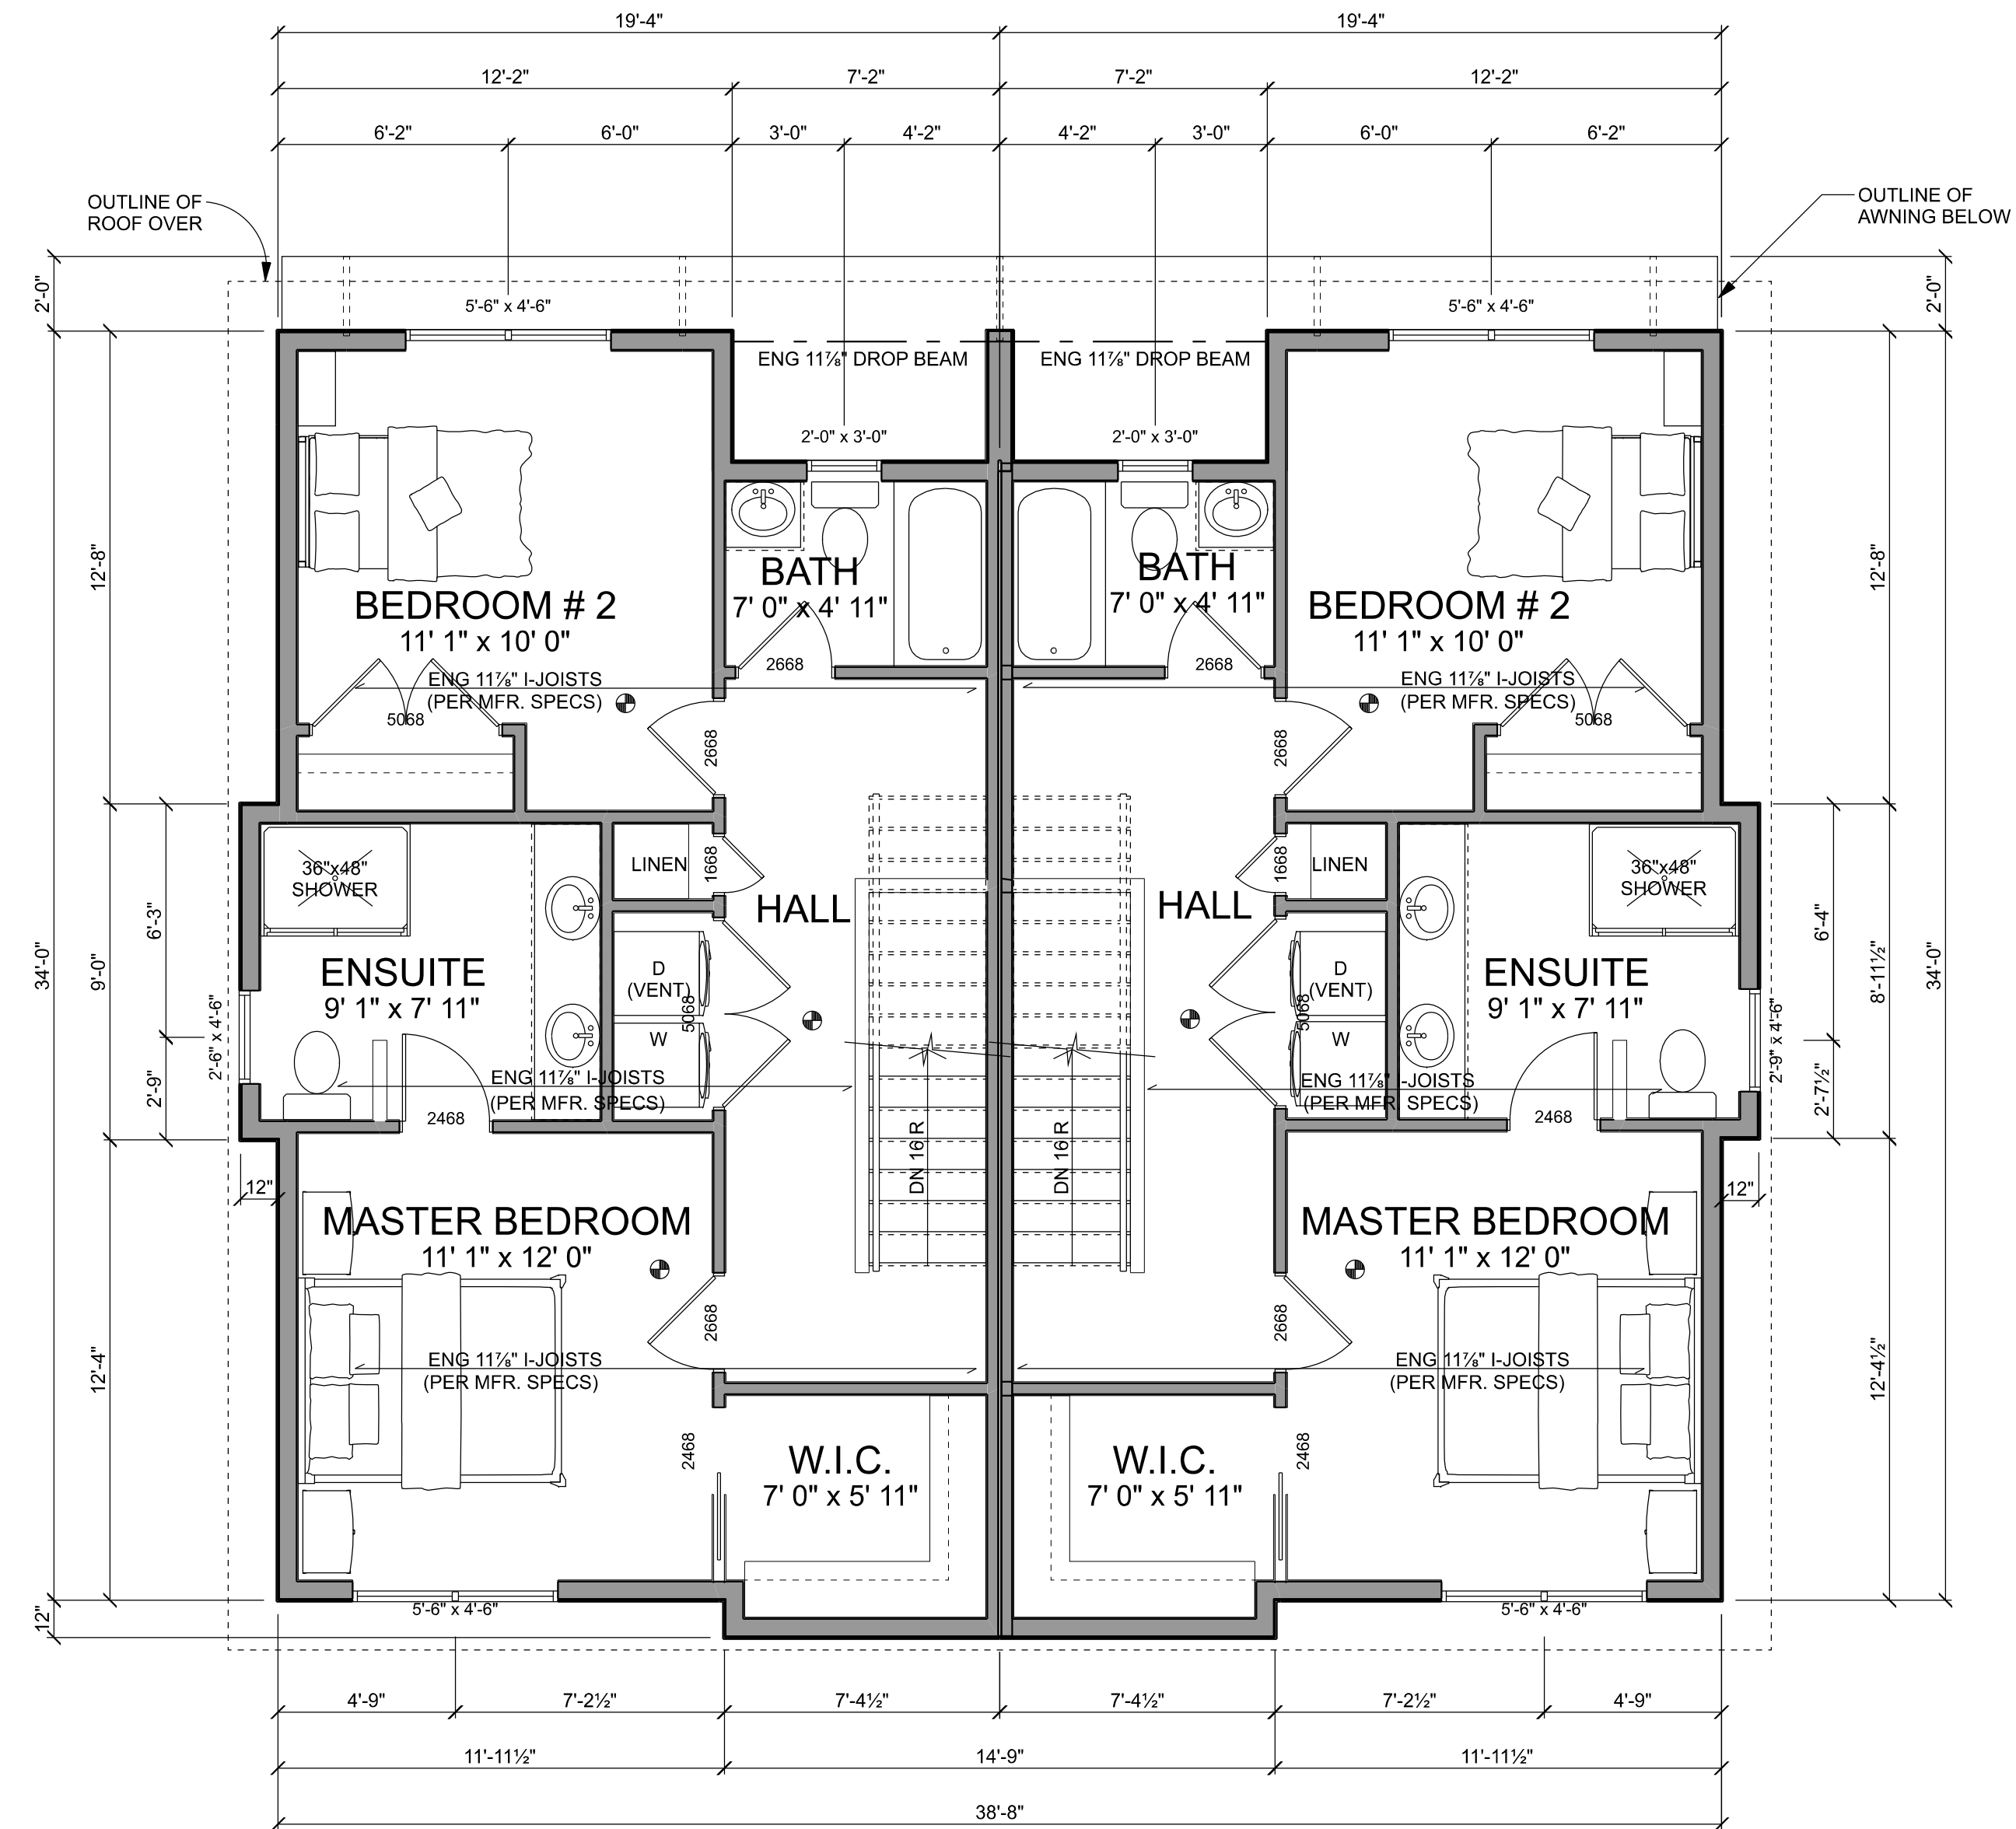 19'-4"
19'-4"
12'-2"
7'-2"
7'-2"
12'-2"
6'-2"
6'-0"
3'-0"
4'-2"
4'-2"
3'-0"
6'-0"
6'-2"
OUTLINE OF
ROOF OVER
OUTLINE OF
AWNING BELOW
2'-0"
2'-0"
5'-6" x 4'-6"
5'-6" x 4'-6"
ENG 11⅞" DROP BEAM
ENG 11⅞" DROP BEAM
2'-0" x 3'-0"
2'-0" x 3'-0"
12'-8"
12'-8"
BEDROOM # 2
11' 1" x 10' 0"
BATH
7' 0" x 4' 11"
BATH
7' 0" x 4' 11"
BEDROOM # 2
11' 1" x 10' 0"
2668
2668
ENG 11⅞" I-JOISTS
(PER MFR. SPECS)
5068
ENG 11⅞" I-JOISTS
(PER MFR. SPECS)
5068
2668
2668
36"x48"
SHOWER
LINEN
1668
1668
LINEN
36"x48"
SHOWER
HALL
HALL
34'-0"
9'-0"
6'-3"
6'-4"
8'-11½"
34'-0"
ENSUITE
9' 1" x 7' 11"
D
(VENT)
5068
W
5068
D
(VENT)
W
ENSUITE
9' 1" x 7' 11"
2'-6" x 4'-6"
2'-9" x 4'-6"
2'-9"
2'-7½"
ENG 11⅞" I-JOISTS
(PER MFR. SPECS)
ENG 11⅞" I-JOISTS
(PER MFR. SPECS)
2468
2468
DN 16 R
DN 16 R
12"
12"
MASTER BEDROOM
11' 1" x 12' 0"
MASTER BEDROOM
11' 1" x 12' 0"
2668
2668
12'-4"
12'-4½"
ENG 11⅞" I-JOISTS
(PER MFR. SPECS)
ENG 11⅞" I-JOISTS
(PER MFR. SPECS)
2468
2468
W.I.C.
7' 0" x 5' 11"
W.I.C.
7' 0" x 5' 11"
12"
5'-6" x 4'-6"
5'-6" x 4'-6"
4'-9"
7'-2½"
7'-4½"
7'-4½"
7'-2½"
4'-9"
11'-11½"
14'-9"
11'-11½"
38'-8"